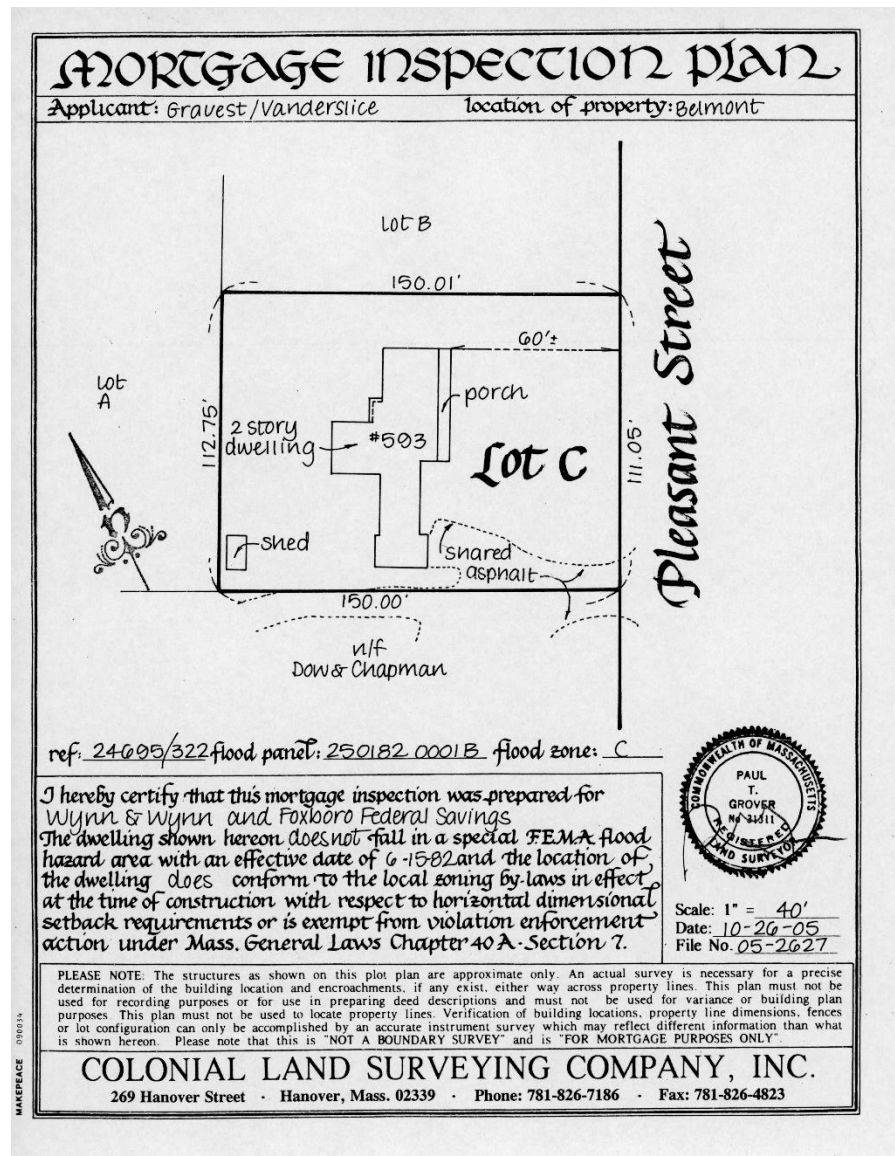 MORTGAGE INSPECTION PLAN
Applicant: Gravest/Vanderslice location of property: Belmont
Lot B
150.01'
60'±
Lot A
porch
112.75'
2 story dwelling
#593
Lot C
111.05'
Pleasant Street
shed
shared asphalt
150.00'
n/f
Dow & Chapman
ref: 24695/322 flood panel: 250182 0001B flood zone: C
COMMONWEALTH OF MASSACHUSETTS
PAUL
T.
GROVER
No 31311
REGISTERED
LAND SURVEYOR
I hereby certify that this mortgage inspection was prepared for
Wynn & Wynn and Foxboro Federal Savings
The dwelling shown hereon does not fall in a special FEMA flood
hazard area with an effective date of 6-15-82 and the location of
the dwelling does conform to the local zoning by-laws in effect
at the time of construction with respect to horizontal dimensional
setback requirements or is exempt from violation enforcement
action under Mass. General Laws Chapter 40A - Section 7.
Scale: 1" = 40'
Date: 10-26-05
File No. 05-2627
PLEASE NOTE: The structures as shown on this plot plan are approximate only. An actual survey is necessary for a precise
determination of the building location and encroachments, if any exist, either way across property lines. This plan must not be
used for recording purposes or for use in preparing deed descriptions and must not be used for variance or building plan
purposes. This plan must not be used to locate property lines. Verification of building locations, property line dimensions, fences
or lot configuration can only be accomplished by an accurate instrument survey which may reflect different information than what
is shown hereon. Please note that this is "NOT A BOUNDARY SURVEY" and is "FOR MORTGAGE PURPOSES ONLY".
COLONIAL LAND SURVEYING COMPANY, INC.
269 Hanover Street · Hanover, Mass. 02339 · Phone: 781-826-7186 · Fax: 781-826-4823
MAKEPEACE 090034